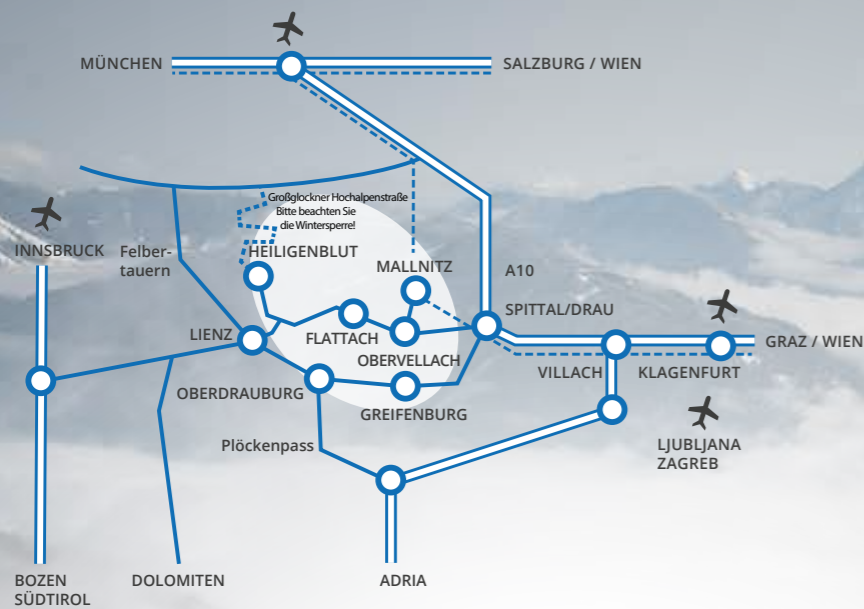 MÜNCHEN
SALZBURG / WIEN
Großglockner Hochalpenstraße
Bitte beachten Sie
die Wintersperre!
INNSBRUCK
Felber-
tauern
HEILIGENBLUT
MALLNITZ
A10
SPITTAL/DRAU
LIENZ
FLATTACH
OBERVELLACH
GRAZ / WIEN
VILLACH
KLAGENFURT
OBERDRAUBURG
GREIFENBURG
Plöckenpass
LJUBLJANA
ZAGREB
BOZEN
SÜDTIROL
DOLOMITEN
ADRIA